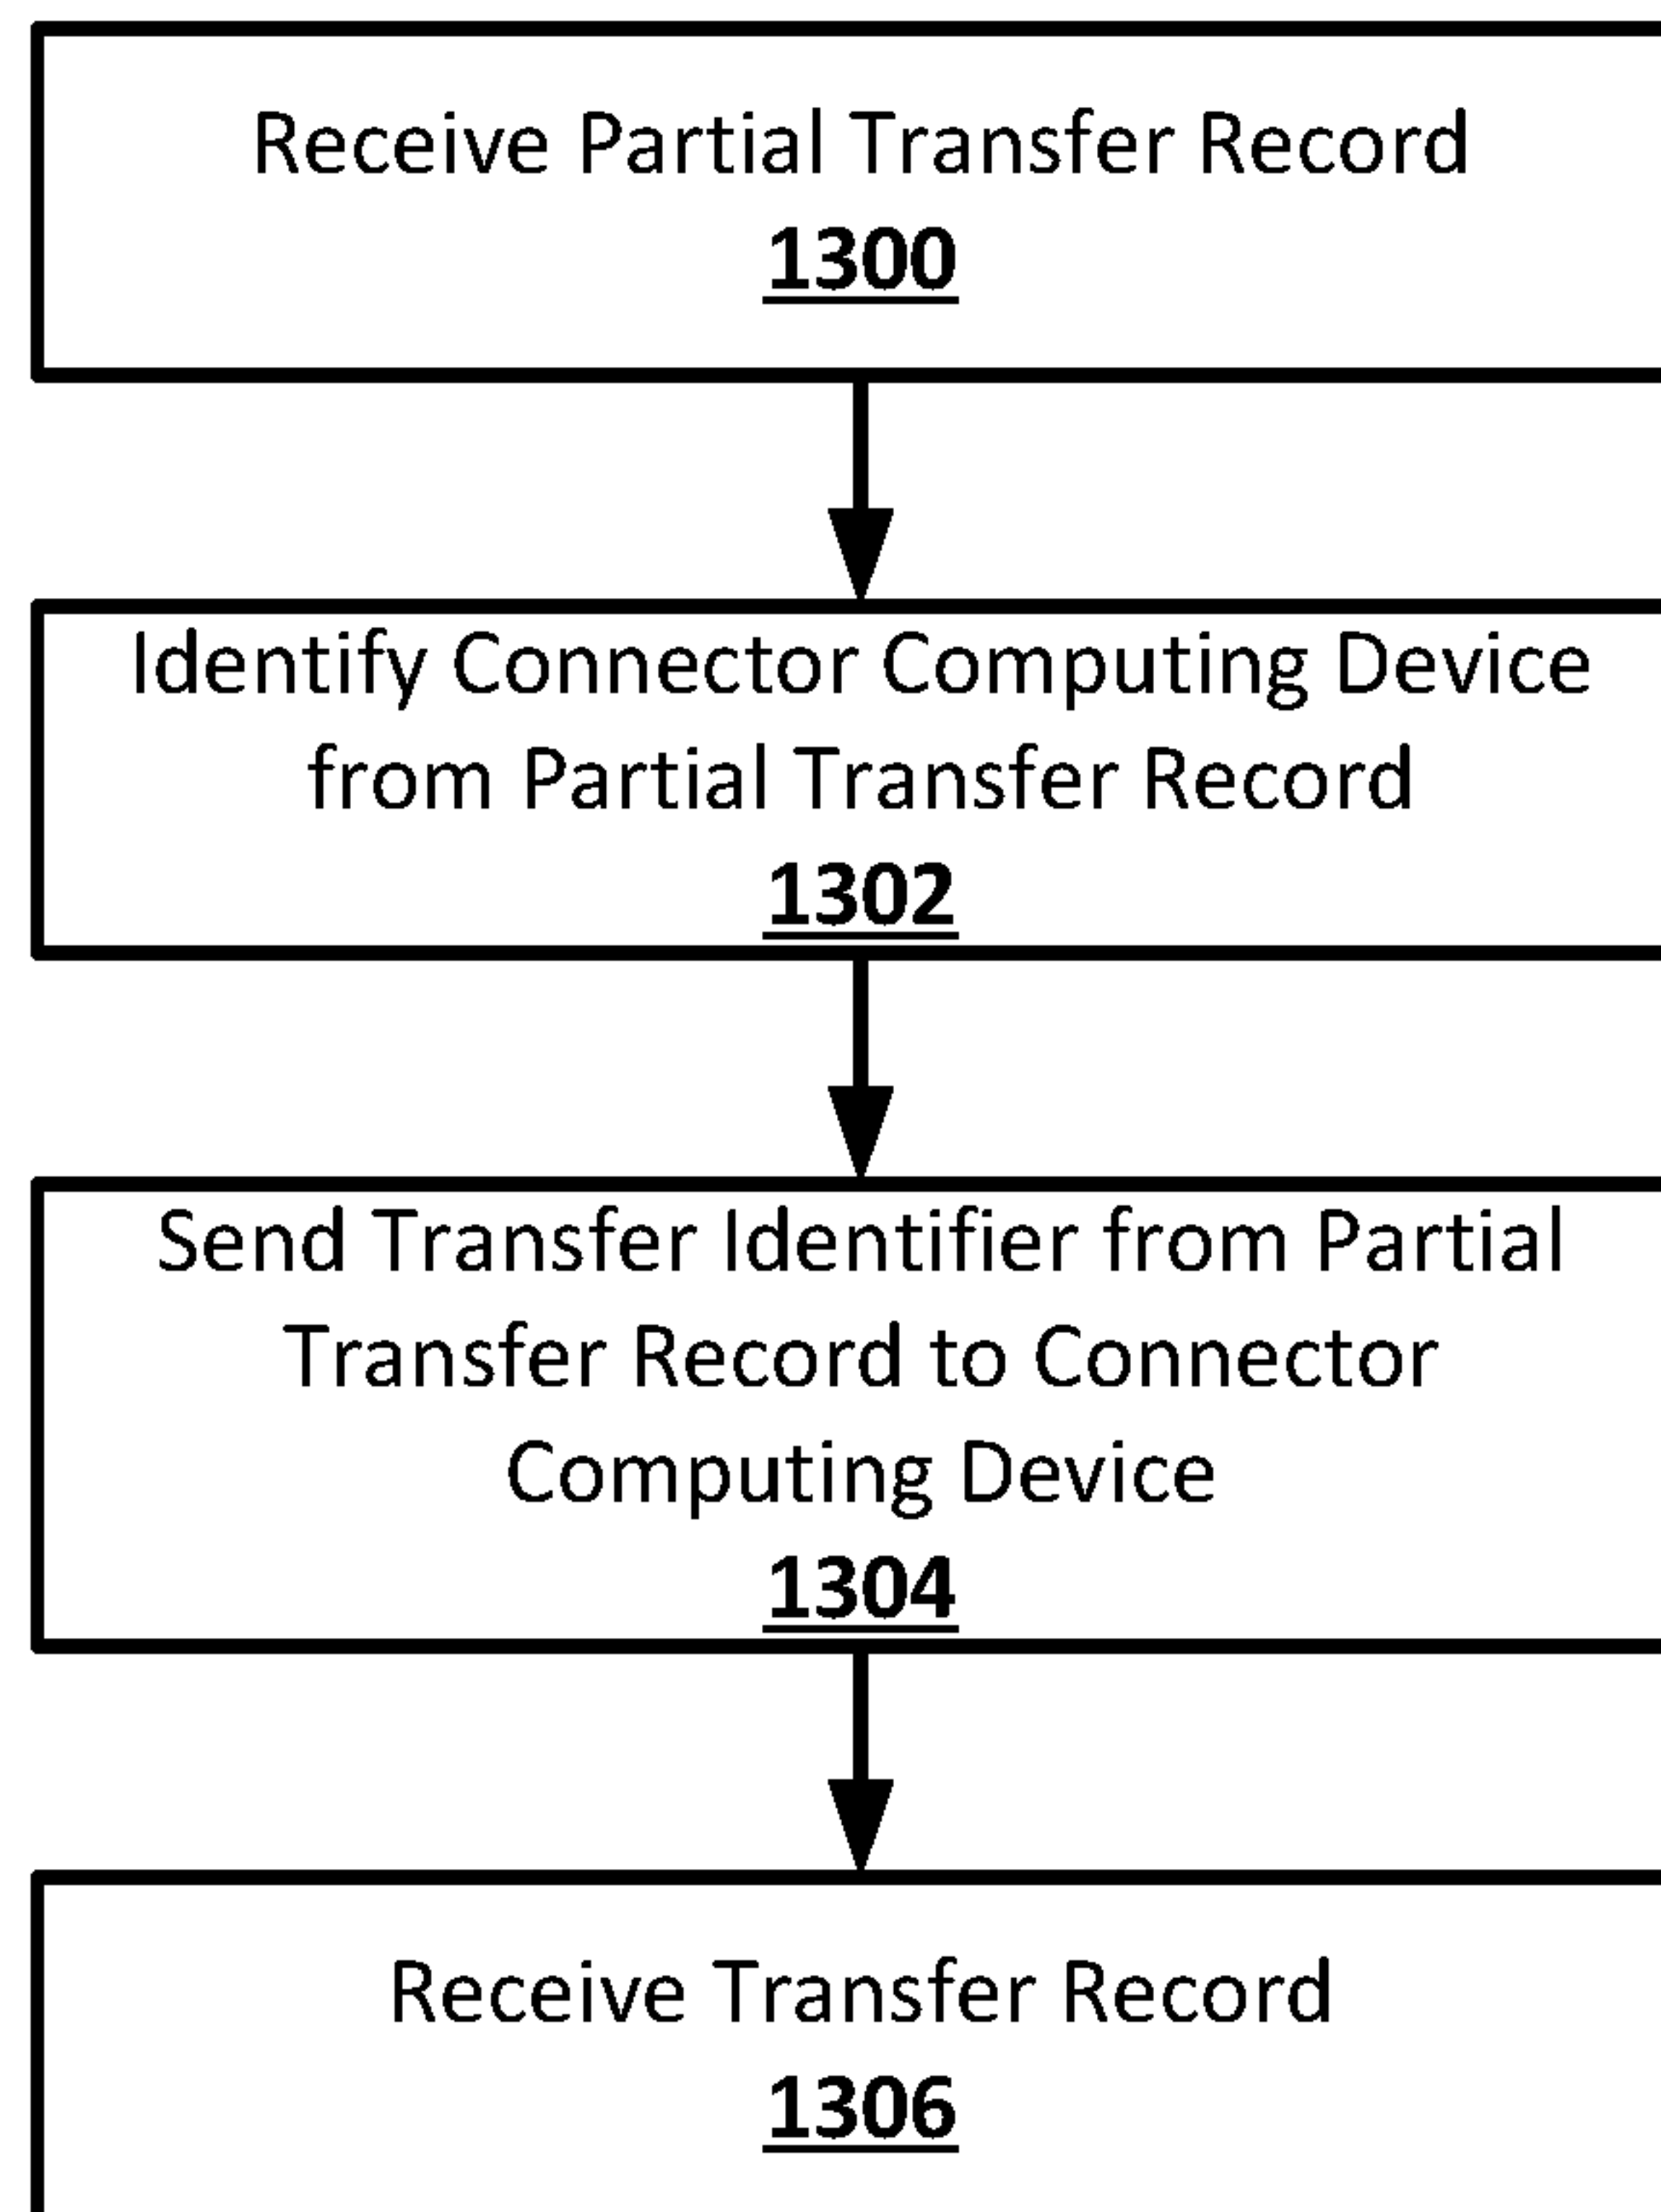 Receive Partial Transfer Record
1300
Identify Connector Computing Device
from Partial Transfer Record
1302
Send Transfer Identifier from Partial
Transfer Record to Connector
Computing Device
1304
Receive Transfer Record
1306